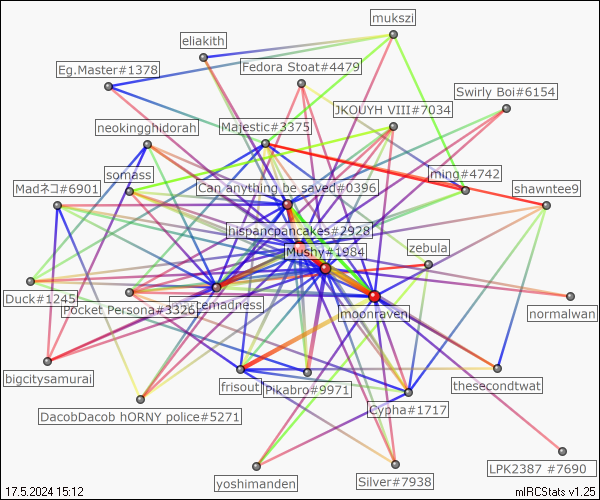 mukszi
eliakith
Eg.Master#1378
Fedora Stoat#4479
Swirly Boi#6154
JKOUYH VIII#7034
neokingghidorah
Majestic#3375
somass
ming#4742
Madネコ#6901
Can anything be saved#0396
shawntee9
hispancpancakes#2928
zebula
Mushy#1984
Duck#1245
Pocket Persona#3326
temadness
moonraven
normalwan
bigcitysamurai
frisout
Pikabro#9971
thesecondtwat
DacobDacob hORNY police#5271
Cypha#1717
LPK2387 #7690
yoshimanden
Silver#7938
17.5.2024 15:12
mIRCStats v1.25